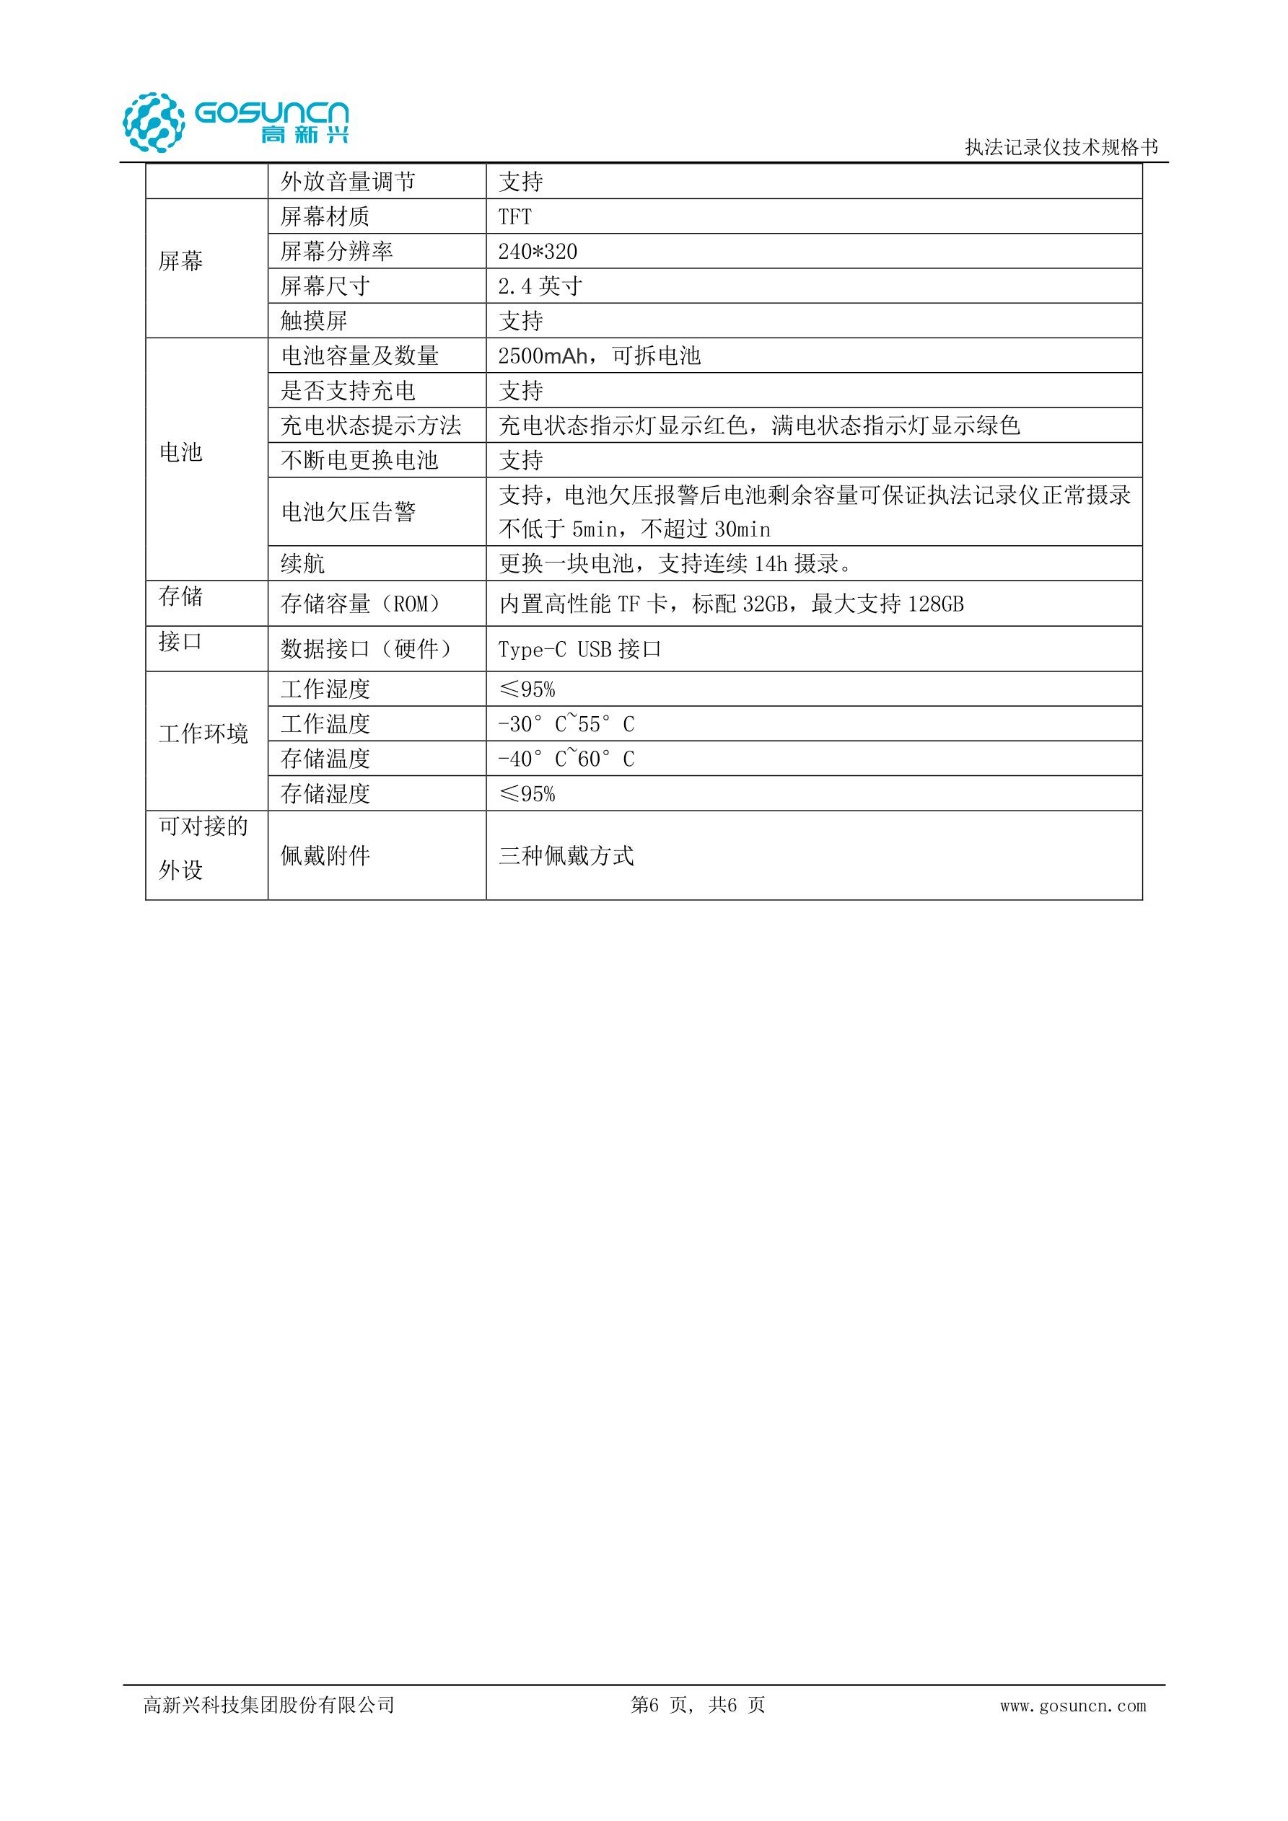 GOSUNCN
高新兴
执法记录仪技术规格书
外放音量调节 支持
屏幕
屏幕材质 TFT
屏幕分辨率 240*320
屏幕尺寸 2.4 英寸
触摸屏 支持
电池
电池容量及数量 2500mAh，可拆电池
是否支持充电 支持
充电状态提示方法 充电状态指示灯显示红色，满电状态指示灯显示绿色
不断电更换电池 支持
电池欠压告警 支持，电池欠压报警后电池剩余容量可保证执法记录仪正常摄录
不低于 5min，不超过 30min
续航 更换一块电池，支持连续 14h 摄录。
存储 存储容量（ROM） 内置高性能 TF 卡，标配 32GB，最大支持 128GB
接口 数据接口（硬件） Type-C USB 接口
工作环境
工作湿度 ≤95%
工作温度 -30° C~55° C
存储温度 -40° C~60° C
存储湿度 ≤95%
可对接的
外设
佩戴附件 三种佩戴方式
高新兴科技集团股份有限公司 第6 页, 共6 页 www.gosuncn.com